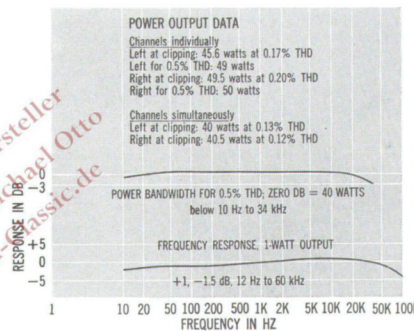 POWER OUTPUT DATA
Channels individually
Left at clipping: 45.6 watts at 0.17% THD
Left for 0.5% THD: 49 watts
Right at clipping: 49.5 watts at 0.20% THD
Right for 0.5% THD: 50 watts
Channels simultaneously
Left at clipping: 40 watts at 0.13% THD
Right at clipping: 40.5 watts at 0.12% THD
0
−3
POWER BANDWIDTH FOR 0.5% THD; ZERO DB = 40 WATTS
below 10 Hz to 34 kHz
RESPONSE IN DB
+5
0
−5
FREQUENCY RESPONSE, 1-WATT OUTPUT
+1, −1.5 dB, 12 Hz to 60 kHz
1 10 20 50 100 200 500 1K 2K 5K 10K 20K 50K 100
FREQUENCY IN HZ
steller
chael Otto
Classic.de